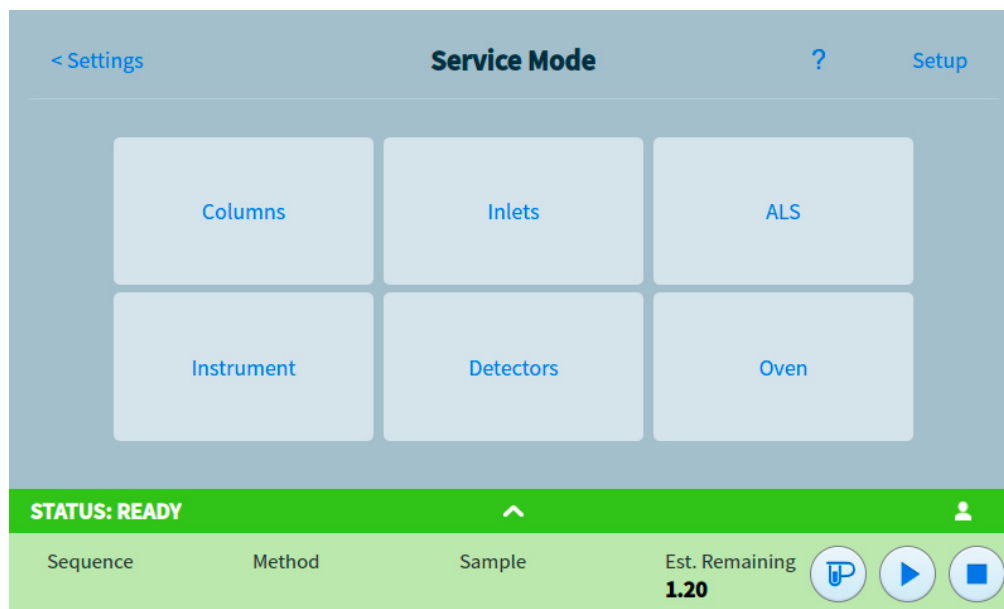 < Settings Service Mode ? Setup
Columns Inlets ALS
Instrument Detectors Oven
STATUS: READY
Sequence Method Sample Est. Remaining
1.20